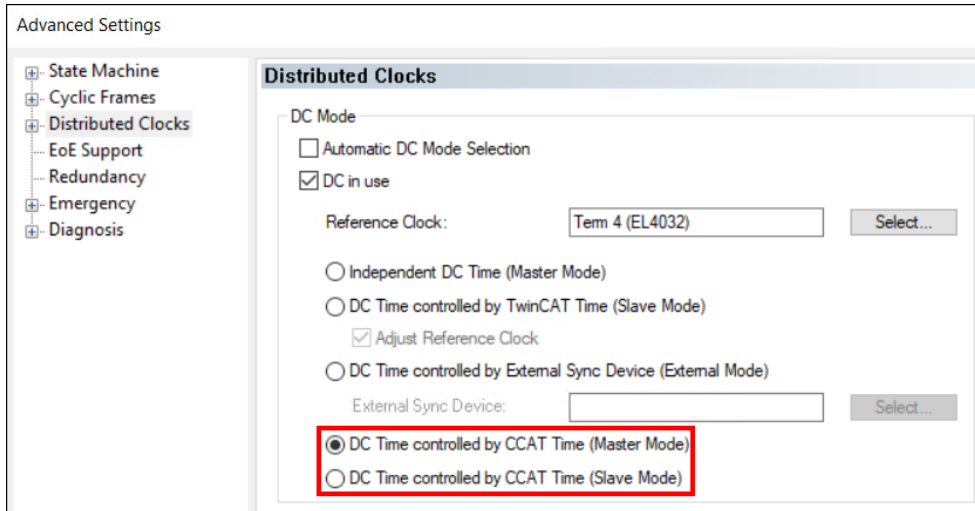 Advanced Settings
State Machine
Cyclic Frames
Distributed Clocks
EoE Support
Redundancy
Emergency
Diagnosis
Distributed Clocks
DC Mode
Automatic DC Mode Selection
DC in use
Reference Clock: Term 4 (EL4032) Select...
Independent DC Time (Master Mode)
DC Time controlled by TwinCAT Time (Slave Mode)
Adjust Reference Clock
DC Time controlled by External Sync Device (External Mode)
External Sync Device: Select...
DC Time controlled by CCAT Time (Master Mode)
DC Time controlled by CCAT Time (Slave Mode)